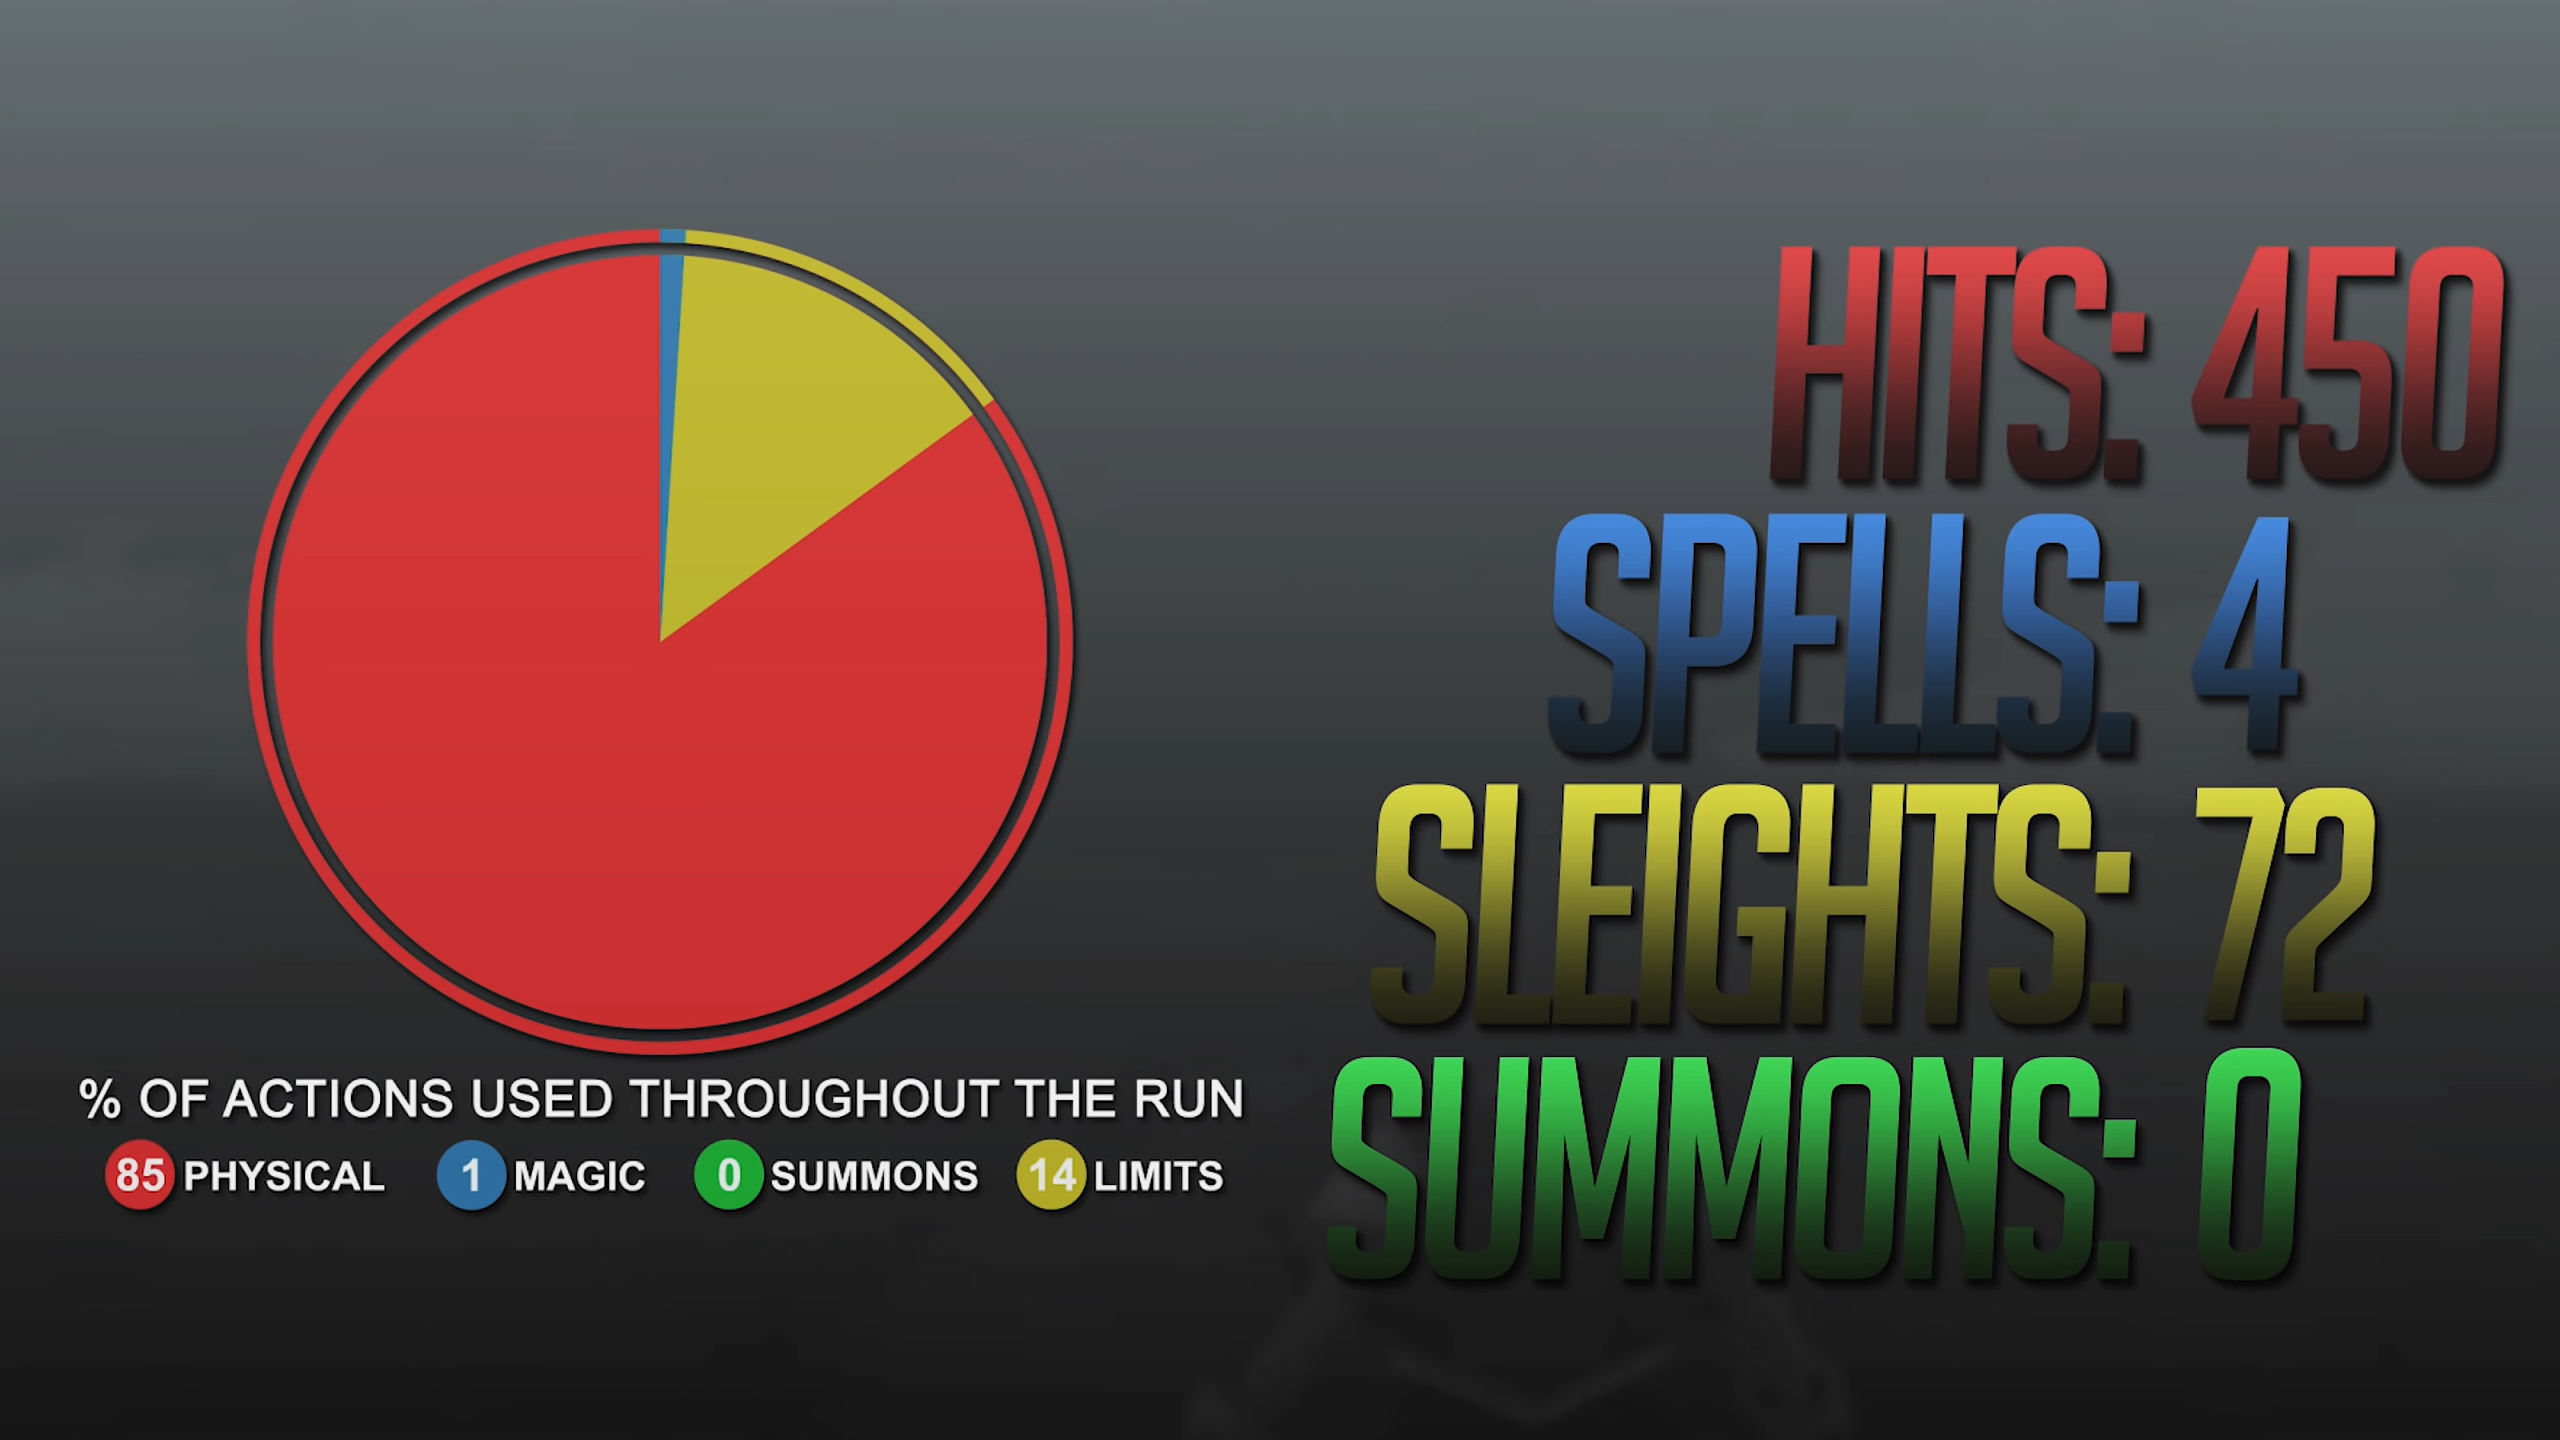 HITS: 450
SPELLS: 4
SLEIGHTS: 72
SUMMONS: 0
% OF ACTIONS USED THROUGHOUT THE RUN
85 PHYSICAL 1 MAGIC 0 SUMMONS 14 LIMITS